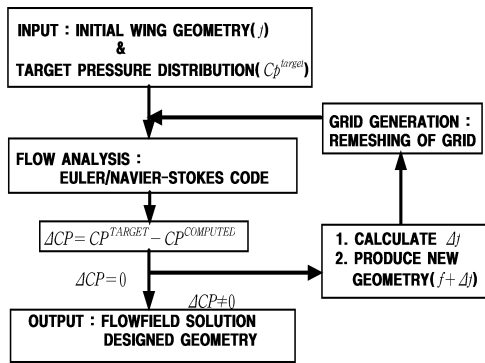 INPUT : INITIAL WING GEOMETRY(f)
&
TARGET PRESSURE DISTRIBUTION(Cp^target)
GRID GENERATION :
REMESHING OF GRID
FLOW ANALYSIS :
EULER/NAVIER-STOKES CODE
ΔCP=CP^TARGET−CP^COMPUTED
1. CALCULATE Δf
2. PRODUCE NEW
GEOMETRY(f+Δf)
ΔCP=0
ΔCP≠0
OUTPUT : FLOWFIELD SOLUTION
DESIGNED GEOMETRY